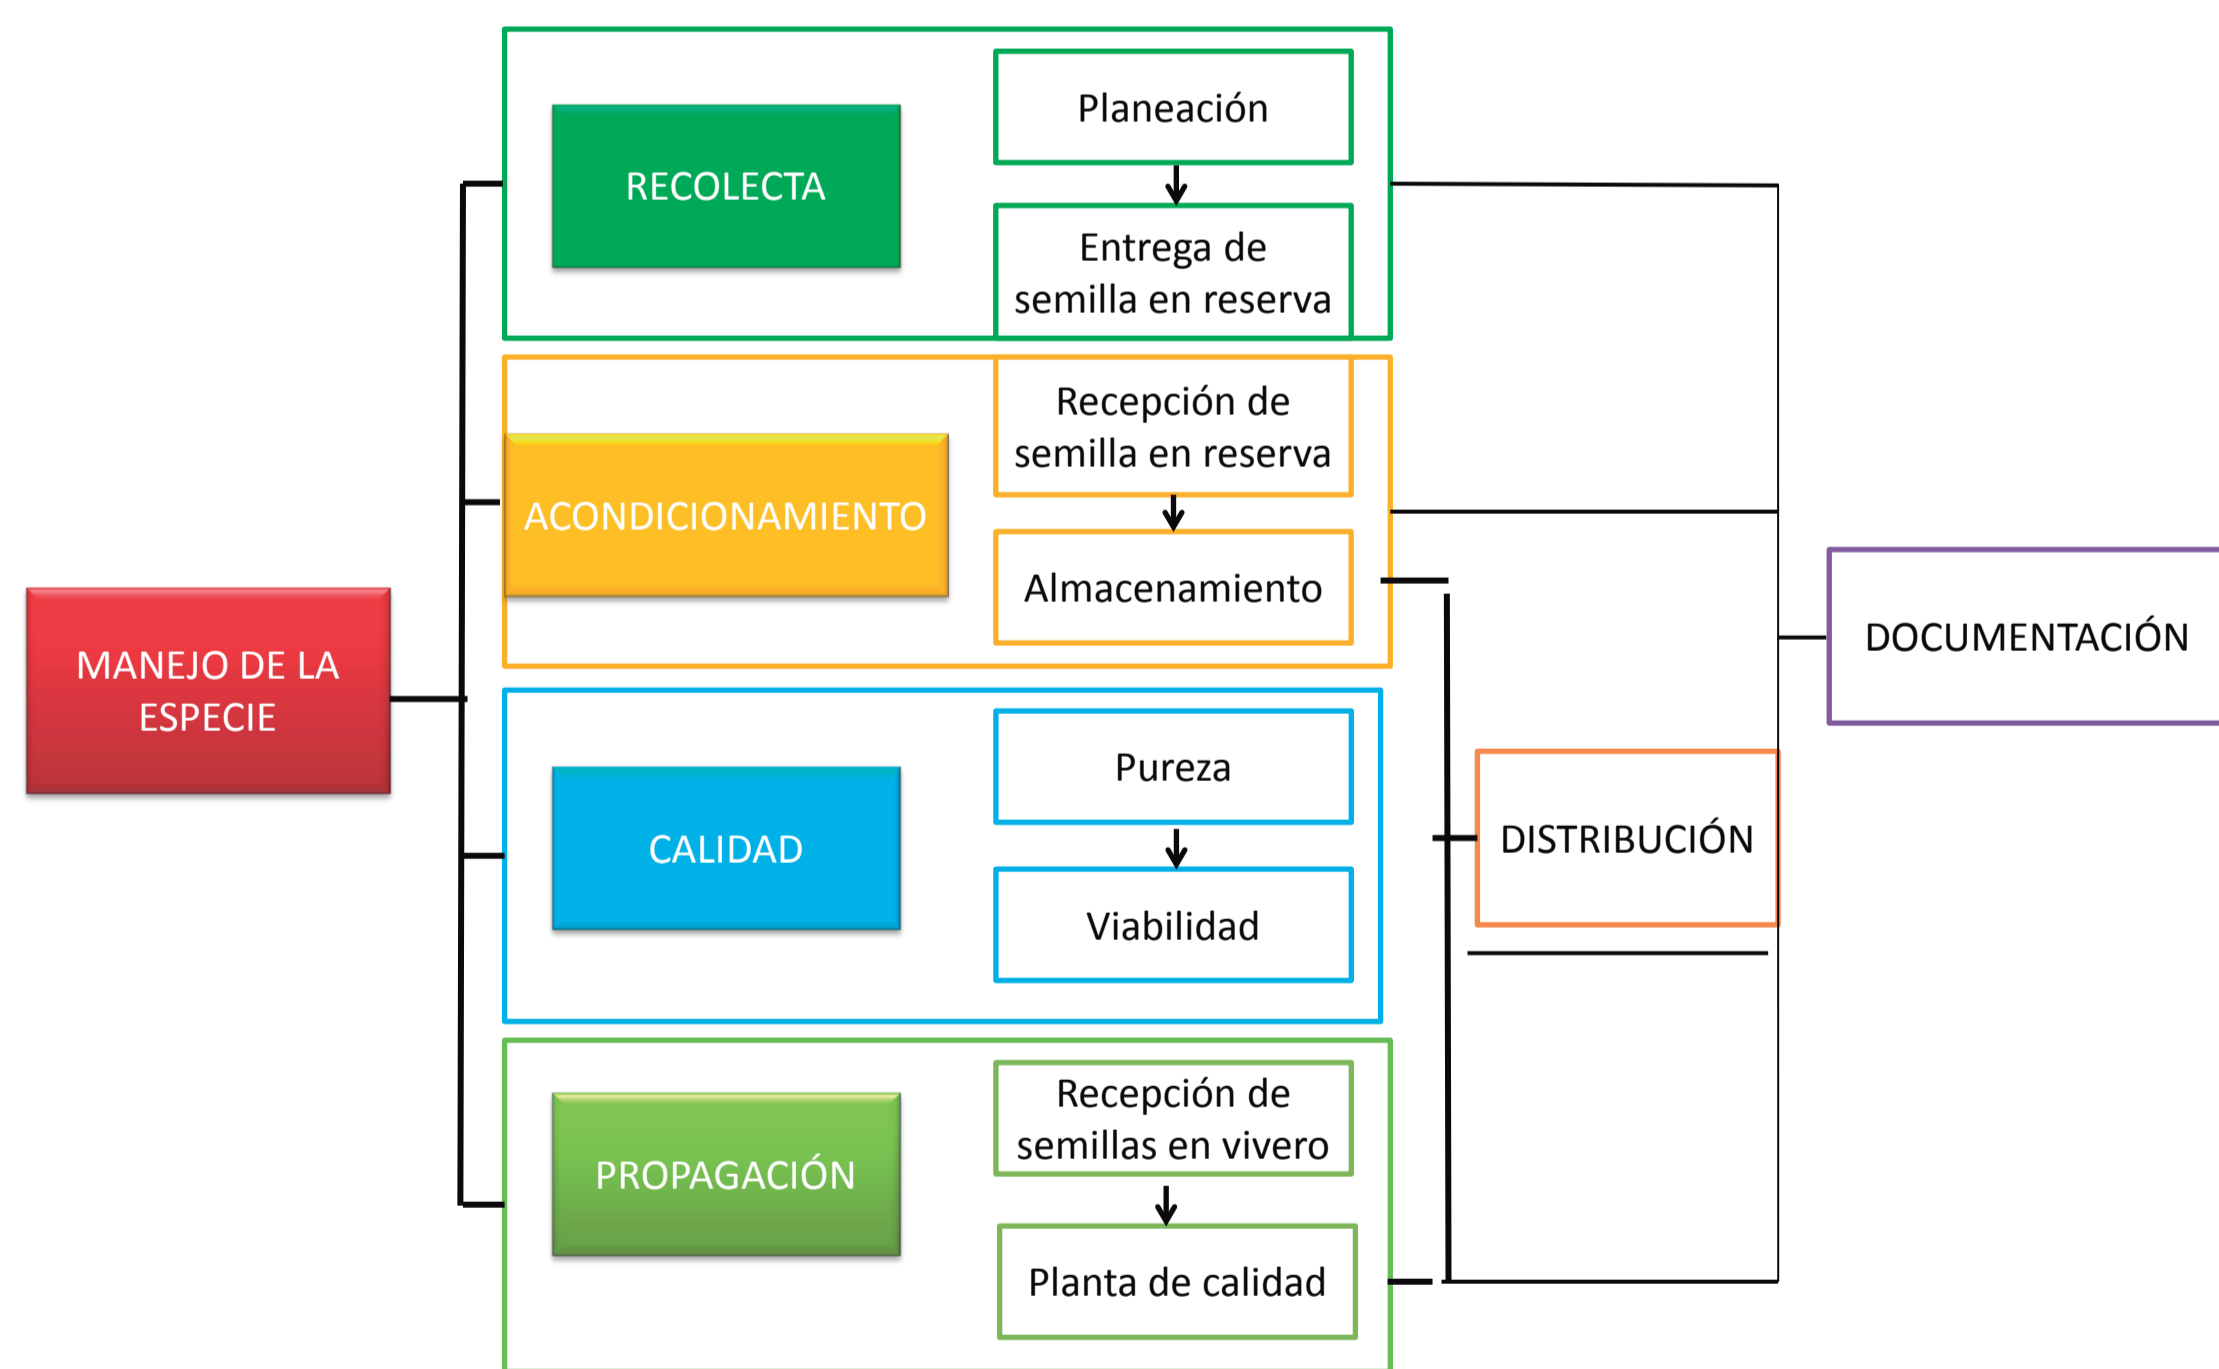 MANEJO DE LA
ESPECIE
RECOLECTA
Planeación
Entrega de
semilla en reserva
ACONDICIONAMIENTO
Recepción de
semilla en reserva
Almacenamiento
CALIDAD
Pureza
Viabilidad
PROPAGACIÓN
Recepción de
semillas en vivero
Planta de calidad
DISTRIBUCIÓN
DOCUMENTACIÓN